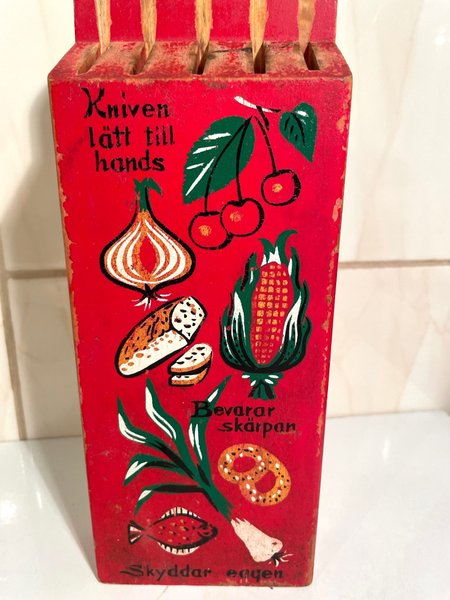 Kniven
lätt till
hands
Bevarar
skärpan
Skyddar eggen